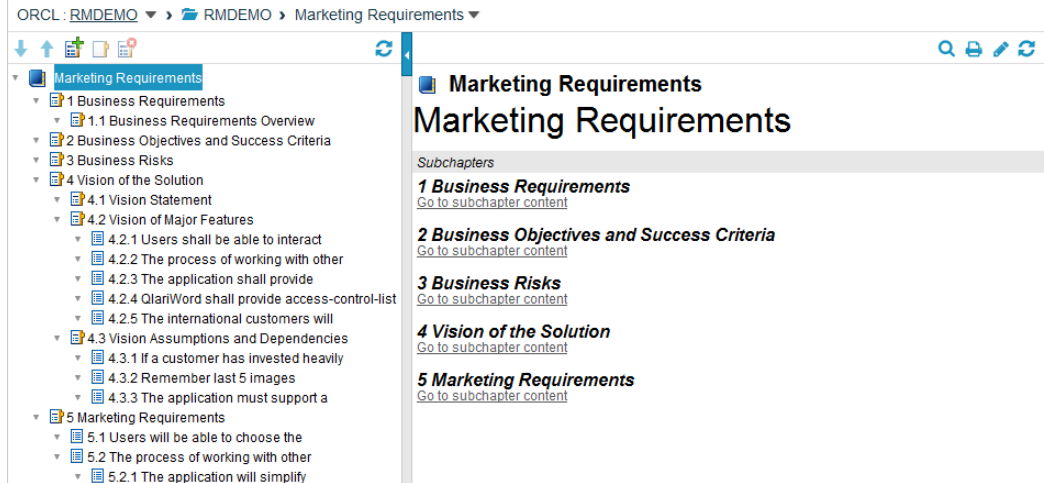 ORCL : RMDEMO RMDEMO Marketing Requirements
Marketing Requirements
1 Business Requirements
1.1 Business Requirements Overview
2 Business Objectives and Success Criteria
3 Business Risks
4 Vision of the Solution
4.1 Vision Statement
4.2 Vision of Major Features
4.2.1 Users shall be able to interact
4.2.2 The process of working with other
4.2.3 The application shall provide
4.2.4 QlariWord shall provide access-control-list
4.2.5 The international customers will
4.3 Vision Assumptions and Dependencies
4.3.1 If a customer has invested heavily
4.3.2 Remember last 5 images
4.3.3 The application must support a
5 Marketing Requirements
5.1 Users will be able to choose the
5.2 The process of working with other
5.2.1 The application will simplify
Marketing Requirements
Marketing Requirements
Subchapters
1 Business Requirements
Go to subchapter content
2 Business Objectives and Success Criteria
Go to subchapter content
3 Business Risks
Go to subchapter content
4 Vision of the Solution
Go to subchapter content
5 Marketing Requirements
Go to subchapter content